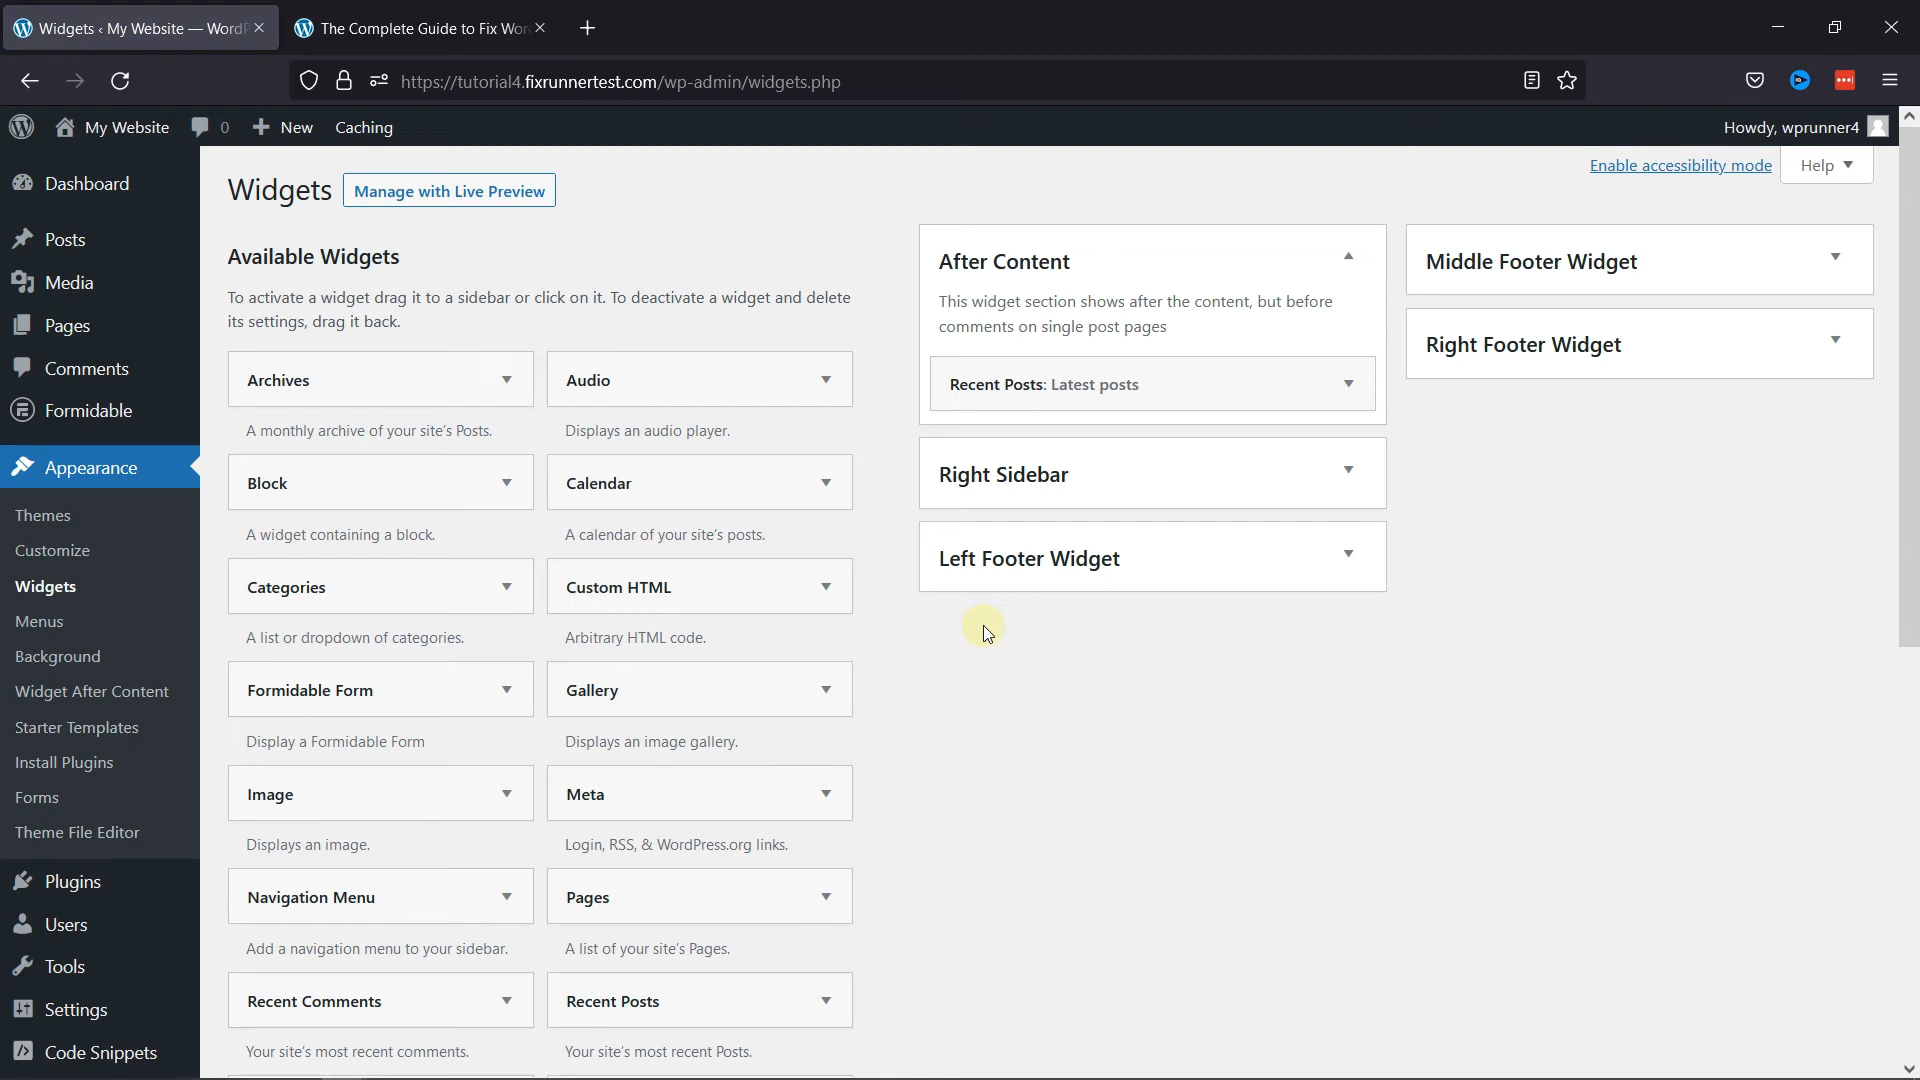 Widgets ‹ My Website — WordP
The Complete Guide to Fix Wor
https://tutorial4.fixrunnertest.com/wp-admin/widgets.php
My Website
0
New
Caching
Howdy, wprunner4
Dashboard
Posts
Media
Pages
Comments
Formidable
Appearance
Themes
Customize
Widgets
Menus
Background
Widget After Content
Starter Templates
Install Plugins
Forms
Theme File Editor
Plugins
Users
Tools
Settings
Code Snippets
Widgets
Manage with Live Preview
Enable accessibility mode
Help
Available Widgets
To activate a widget drag it to a sidebar or click on it. To deactivate a widget and delete
its settings, drag it back.
Archives
A monthly archive of your site's Posts.
Audio
Displays an audio player.
Block
A widget containing a block.
Calendar
A calendar of your site's posts.
Categories
A list or dropdown of categories.
Custom HTML
Arbitrary HTML code.
Formidable Form
Display a Formidable Form
Gallery
Displays an image gallery.
Image
Displays an image.
Meta
Login, RSS, & WordPress.org links.
Navigation Menu
Add a navigation menu to your sidebar.
Pages
A list of your site's Pages.
Recent Comments
Your site's most recent comments.
Recent Posts
Your site's most recent Posts.
After Content
This widget section shows after the content, but before
comments on single post pages
Recent Posts: Latest posts
Right Sidebar
Left Footer Widget
Middle Footer Widget
Right Footer Widget